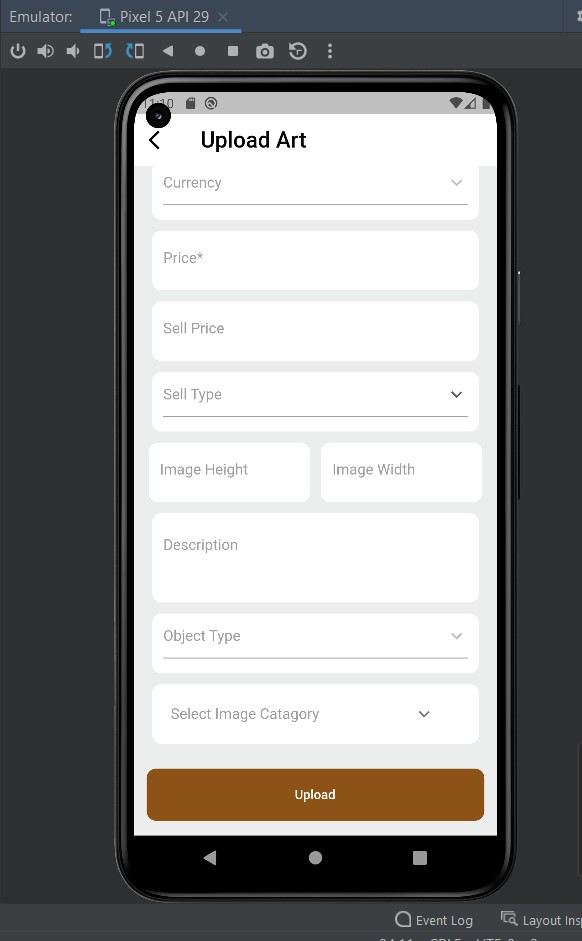 Emulator: Pixel 5 API 29
11:10
Upload Art
Currency
Price*
Sell Price
Sell Type
Image Height Image Width
Description
Object Type
Select Image Catagory
Upload
Event Log Layout Ins